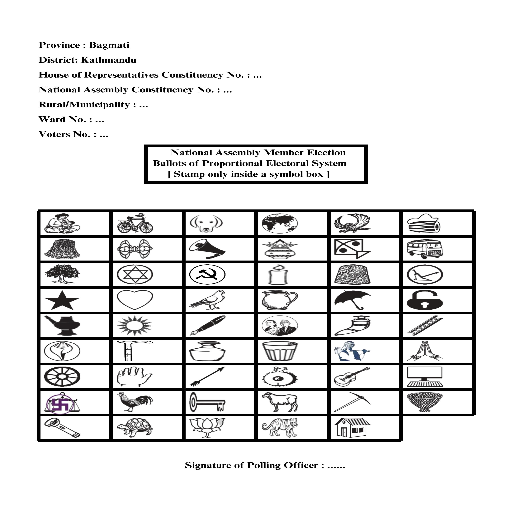 Province : Bagmati
District: Kathmandu
House of Representatives Constituency No. : ...
National Assembly Constituency No. : ...
Rural/Municipality : ...
Ward No. : ...
Voters No. : ...
National Assembly Member Election
Ballots of Proportional Electoral System
[ Stamp only inside a symbol box ]
Signature of Polling Officer : ......